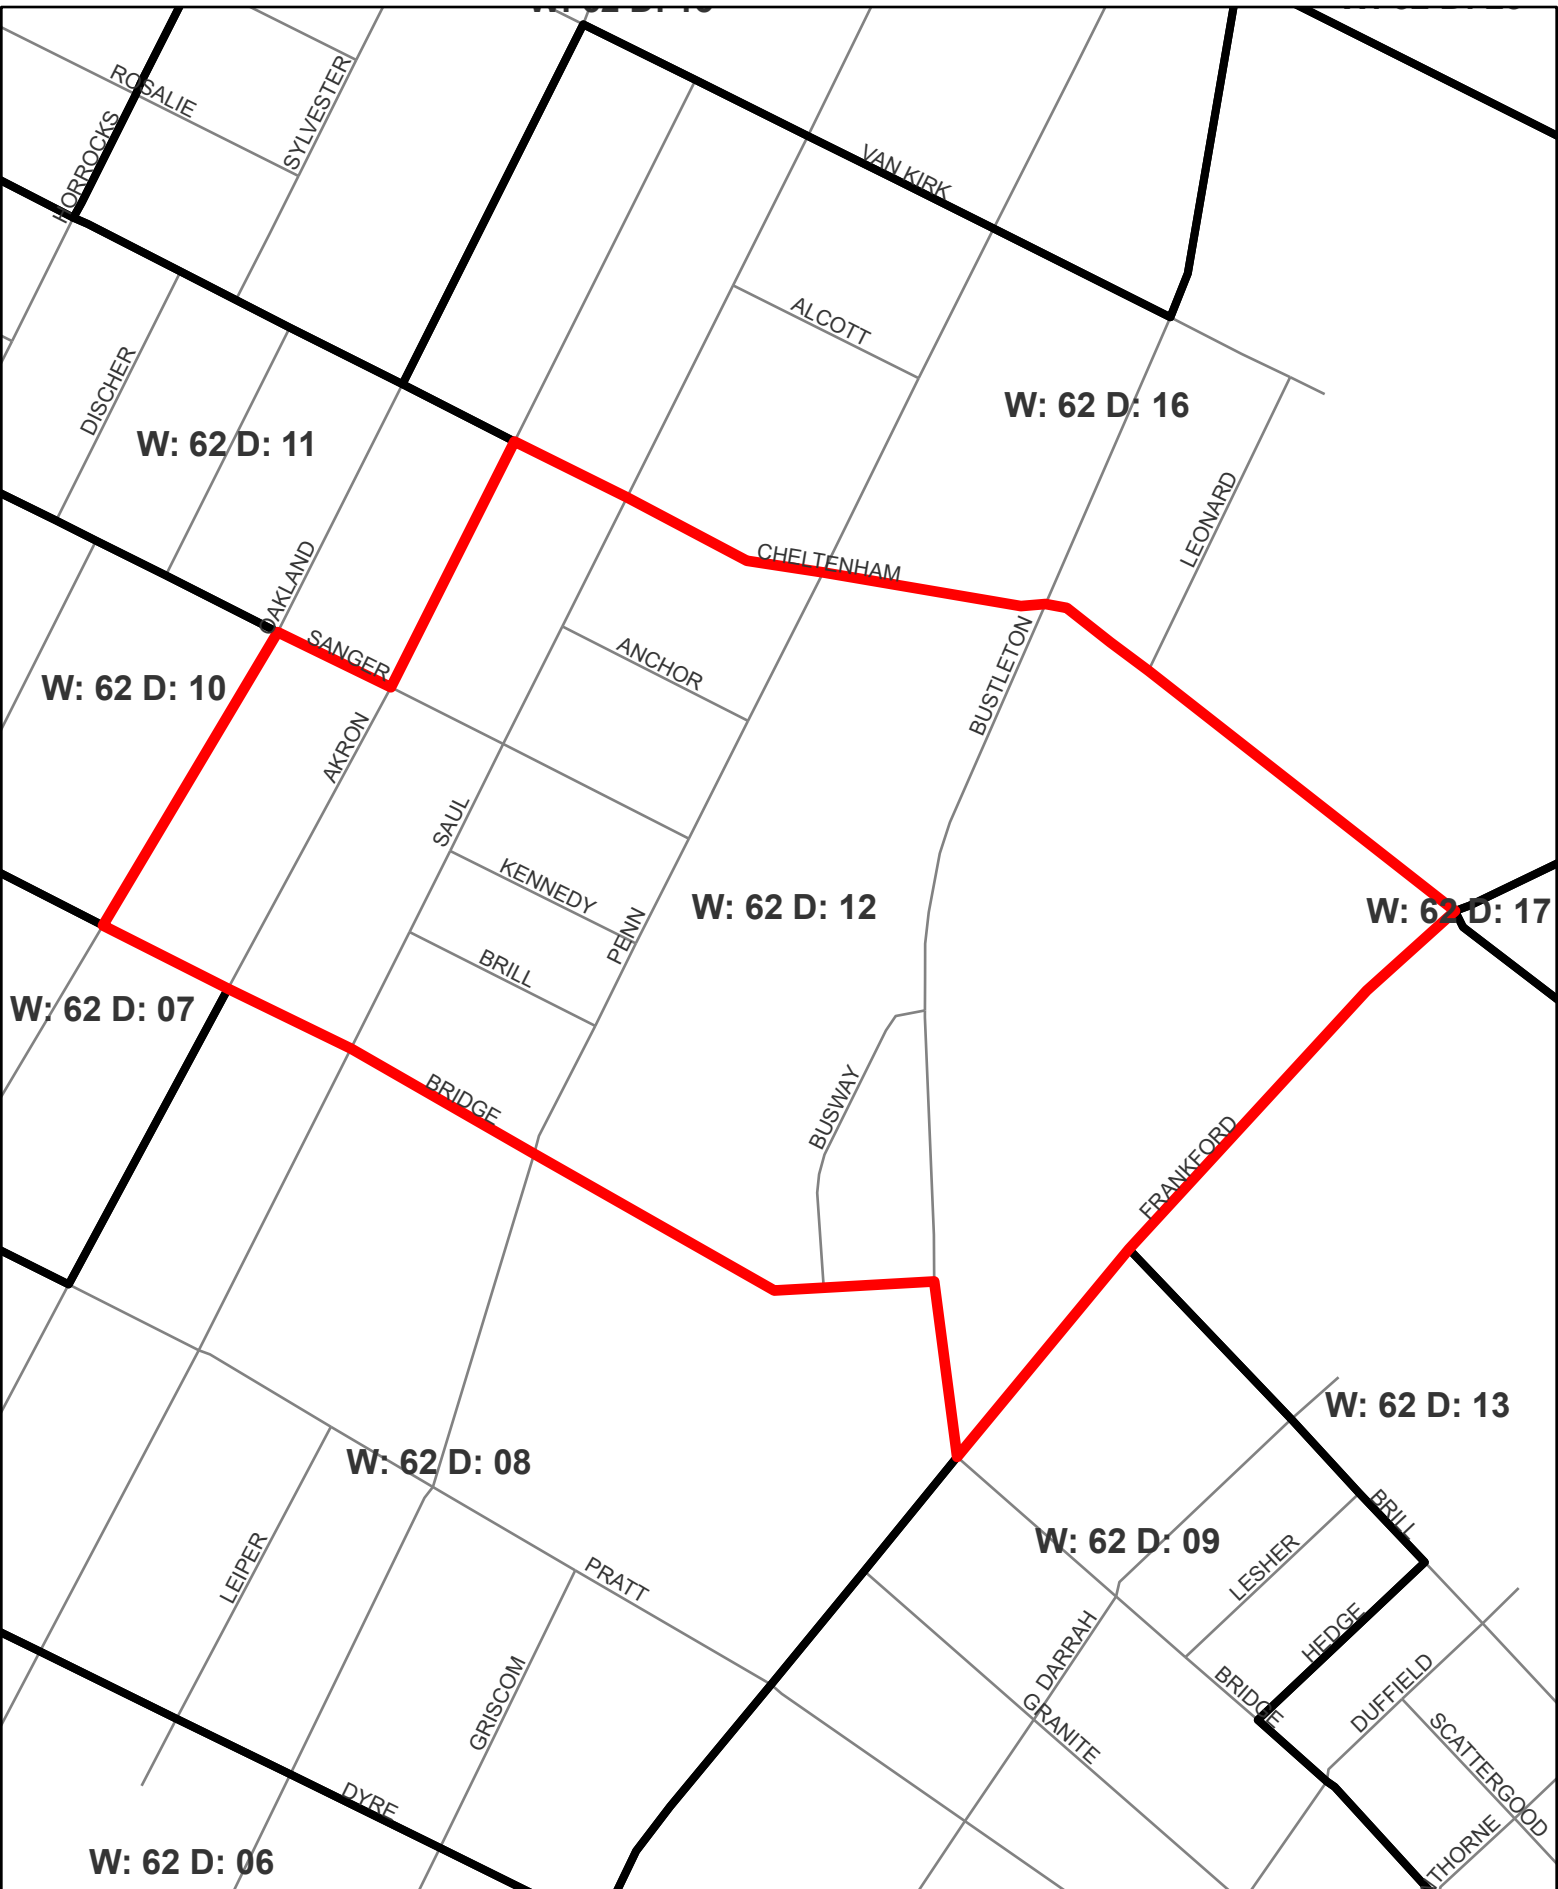 ROSALIE
SYLVESTER
HORROCKS
VAN KIRK
ALCOTT
DISCHER
W: 62 D: 16
W: 62 D: 11
LEONARD
CHELTENHAM
OAKLAND
SANGER
ANCHOR
BUSTLETON
W: 62 D: 10
AKRON
SAUL
KENNEDY
W: 62 D: 12
W: 62 D: 17
PENN
BRILL
W: 62 D: 07
BRIDGE
BUSWAY
FRANKFORD
W: 62 D: 13
W: 62 D: 08
BRILL
W: 62 D: 09
LEIPER
PRATT
LESHER
HEDGE
DARRAH
GRISCOM
BRIDGE
DUFFIELD
GRANITE
SCATTERGOOD
DYRE
THORNE
W: 62 D: 06